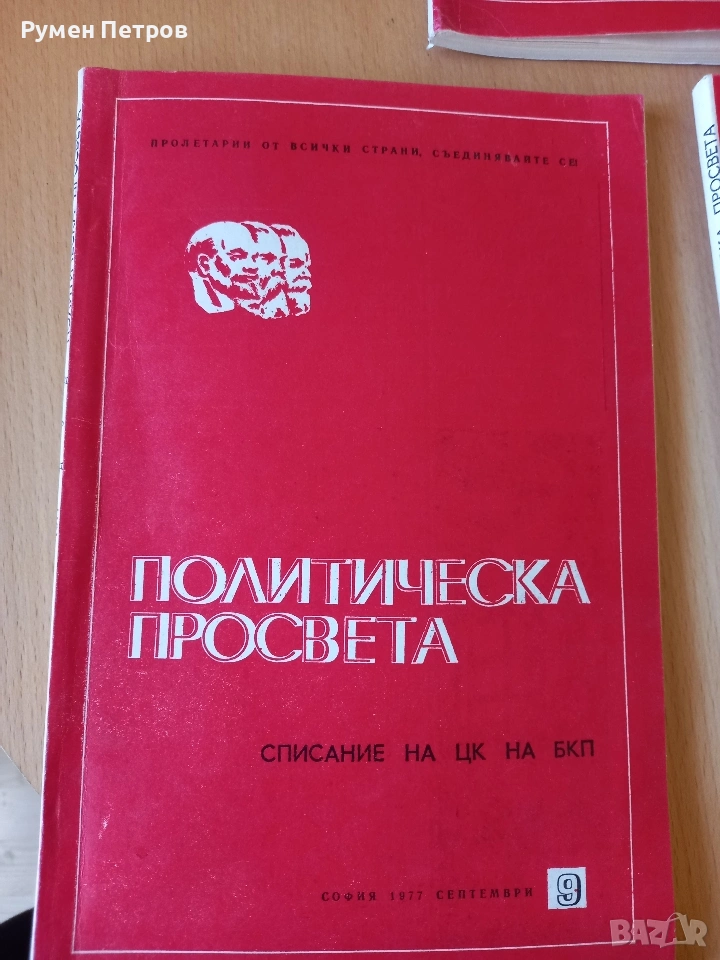 Румен Петров
ПРОЛЕТАРИИ ОТ ВСИЧКИ СТРАНИ, СЪЕДИНЯВАЙТЕ СЕ!
ПОЛИТИЧЕСКА
ПРОСВЕТА
СПИСАНИЕ НА ЦК НА БКП
СОФИЯ 1977 СЕПТЕМВРИ 9
ПРОСВЕТА
BAZAR